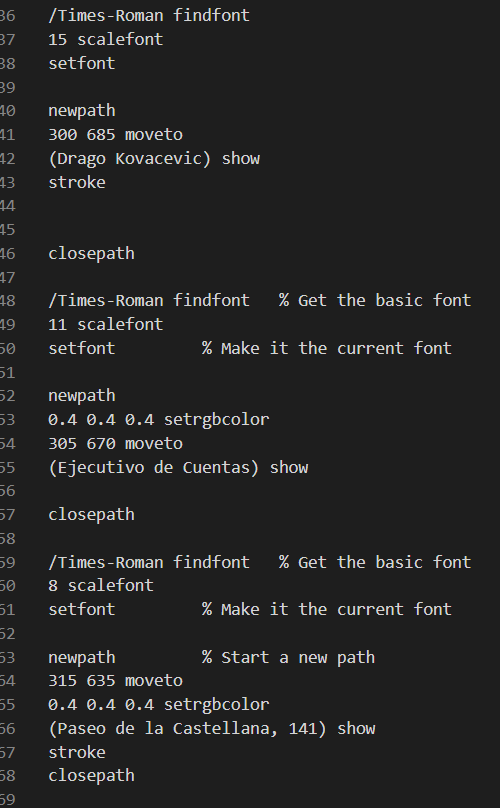 36 /Times-Roman findfont
37 15 scalefont
38 setfont
39
40 newpath
41 300 685 moveto
42 (Drago Kovacevic) show
43 stroke
44
45
46 closepath
47
48 /Times-Roman findfont   % Get the basic font
49 11 scalefont
50 setfont         % Make it the current font
51
52 newpath
53 0.4 0.4 0.4 setrgbcolor
54 305 670 moveto
55 (Ejecutivo de Cuentas) show
56
57 closepath
58
59 /Times-Roman findfont   % Get the basic font
60 8 scalefont
61 setfont         % Make it the current font
62
63 newpath         % Start a new path
64 315 635 moveto
65 0.4 0.4 0.4 setrgbcolor
66 (Paseo de la Castellana, 141) show
67 stroke
68 closepath
69